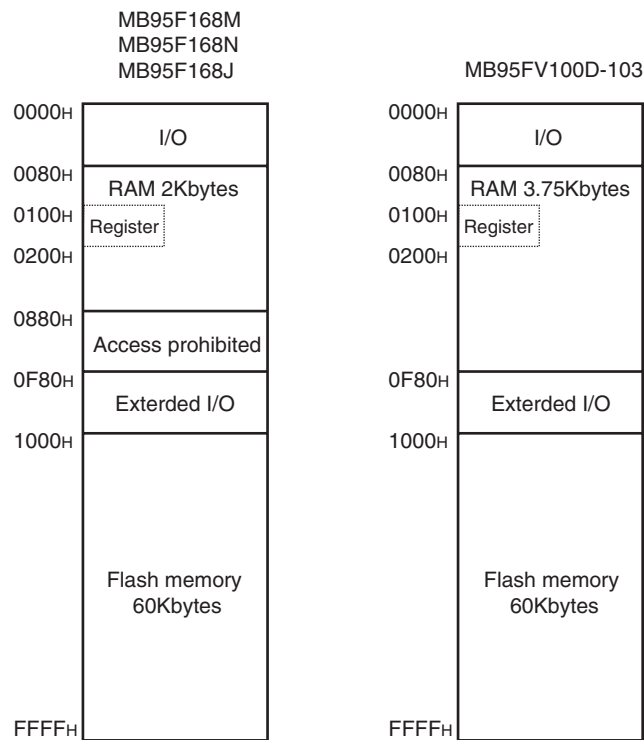 MB95F168M
MB95F168N
MB95F168J
0000H
I/O
0080H
RAM 2Kbytes
0100H
Register
0200H
0880H
Access prohibited
0F80H
Exterded I/O
1000H
Flash memory
60Kbytes
FFFFH
MB95FV100D-103
0000H
I/O
0080H
RAM 3.75Kbytes
0100H
Register
0200H
0F80H
Exterded I/O
1000H
Flash memory
60Kbytes
FFFFH